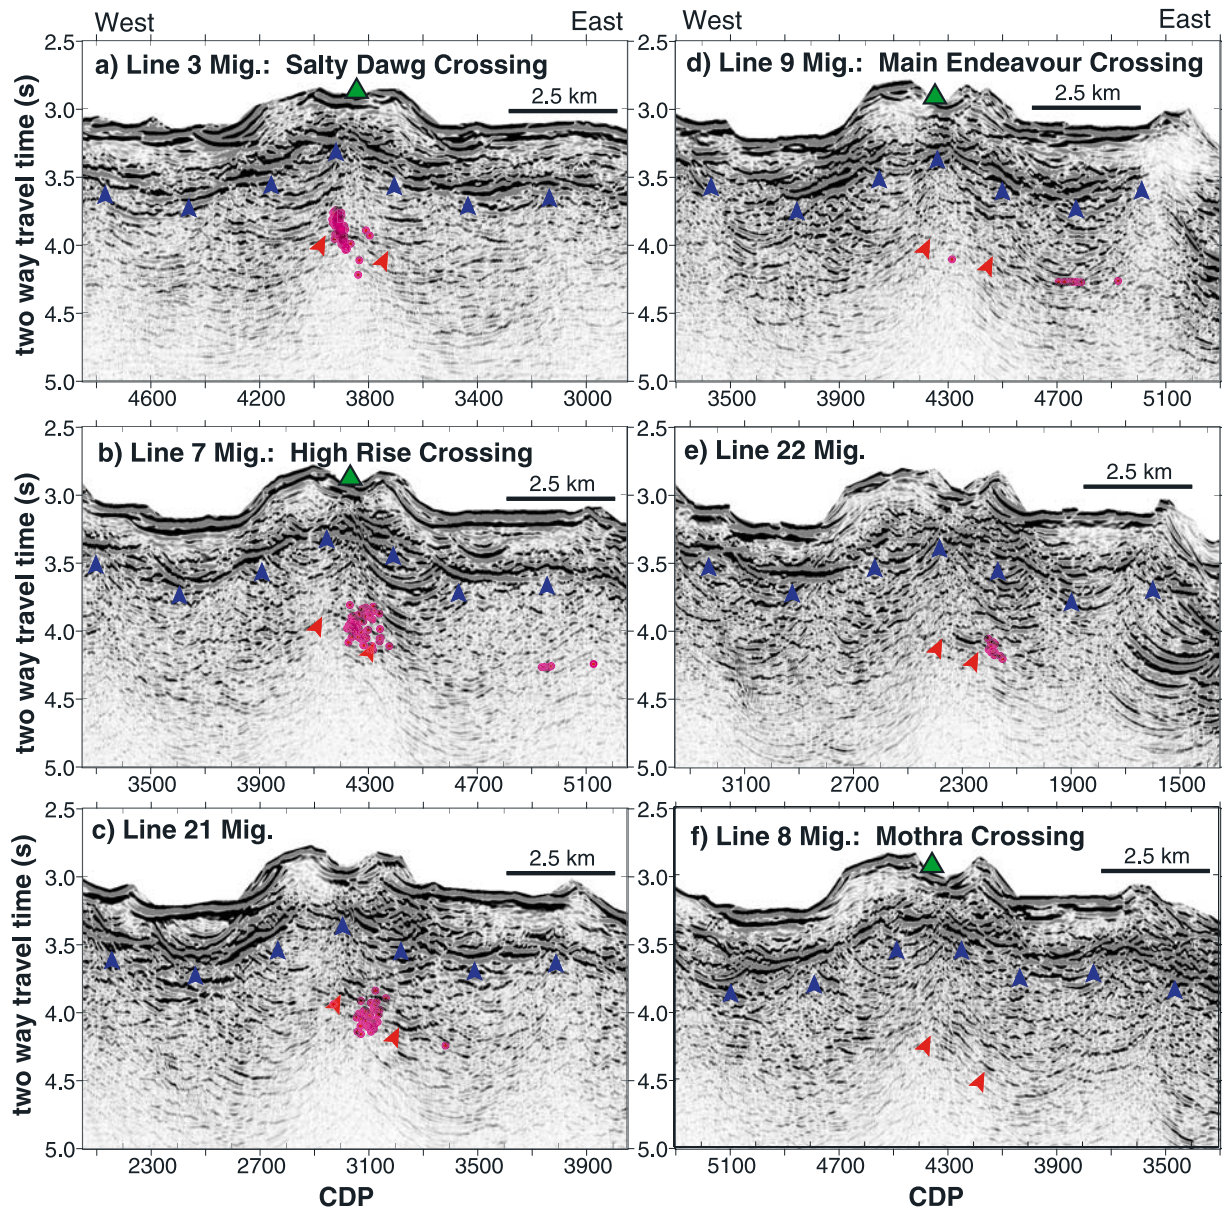 West East
a) Line 3 Mig.: Salty Dawg Crossing
2.5 km
two way travel time (s)
2.5
3.0
3.5
4.0
4.5
5.0
4600 4200 3800 3400 3000
b) Line 7 Mig.: High Rise Crossing
2.5 km
two way travel time (s)
2.5
3.0
3.5
4.0
4.5
5.0
3500 3900 4300 4700 5100
c) Line 21 Mig.
2.5 km
two way travel time (s)
2.5
3.0
3.5
4.0
4.5
5.0
2300 2700 3100 3500 3900
CDP
West East
d) Line 9 Mig.: Main Endeavour Crossing
2.5 km
2.5
3.0
3.5
4.0
4.5
5.0
3500 3900 4300 4700 5100
e) Line 22 Mig.
2.5 km
2.5
3.0
3.5
4.0
4.5
5.0
3100 2700 2300 1900 1500
f) Line 8 Mig.: Mothra Crossing
2.5 km
2.5
3.0
3.5
4.0
4.5
5.0
5100 4700 4300 3900 3500
CDP